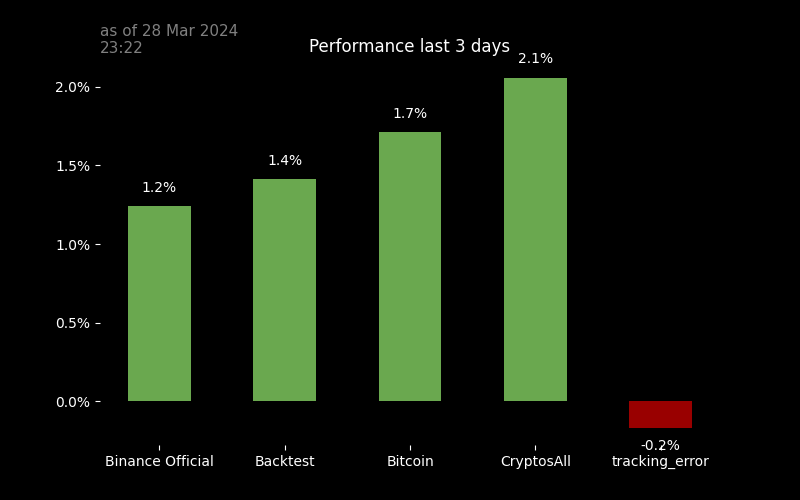 as of 28 Mar 2024
23:22
Performance last 3 days
2.1%
2.0%
1.7%
1.5%
1.4%
1.2%
1.0%
0.5%
0.0%
-0.2%
Binance Official
Backtest
Bitcoin
CryptosAll
tracking_error